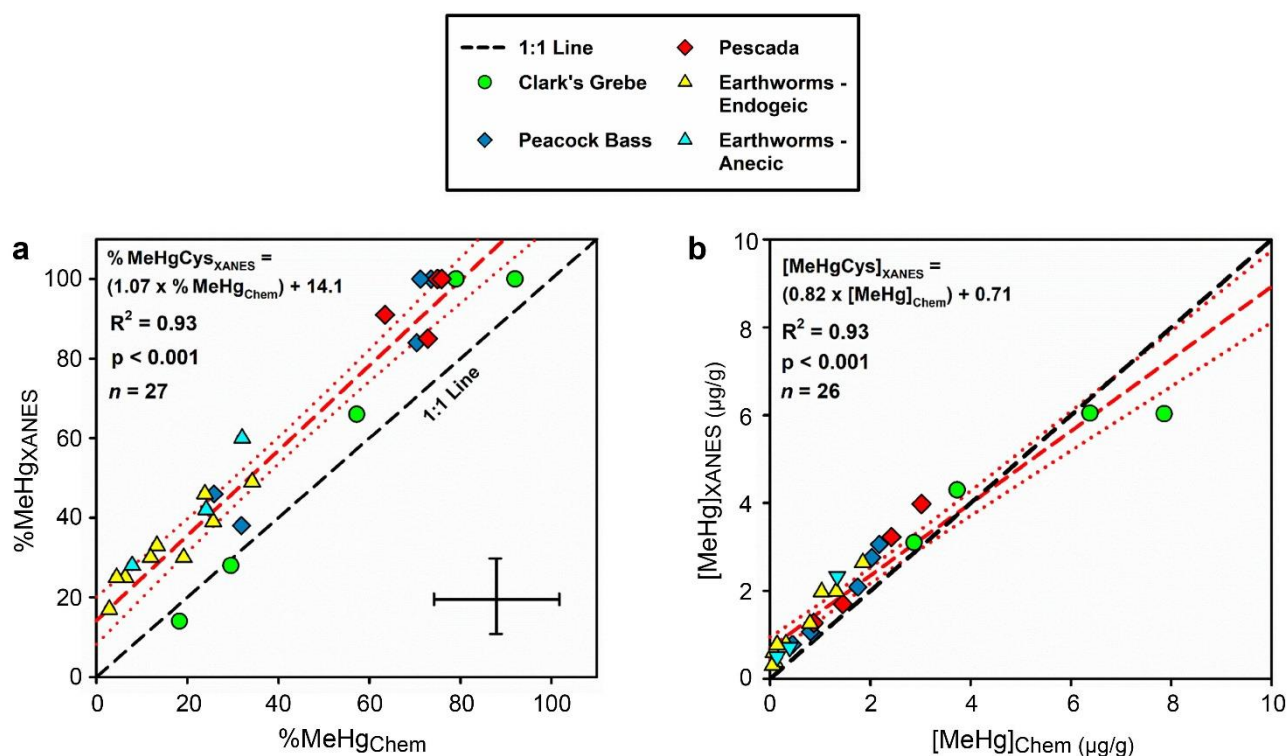 1:1 Line
Pescada
Clark's Grebe
Earthworms -
Endogeic
Peacock Bass
Earthworms -
Anecic
a
% MeHgCysXANES =
(1.07 x % MeHgChem) + 14.1
R² = 0.93
p < 0.001
n = 27
1:1 Line
100
80
60
40
20
0
%MeHgXANES
0 20 40 60 80 100
%MeHgChem
b
[MeHgCys]XANES =
(0.82 x [MeHg]Chem) + 0.71
R² = 0.93
p < 0.001
n = 26
10
8
6
4
2
0
[MeHg]XANES (µg/g)
0 2 4 6 8 10
[MeHg]Chem (µg/g)